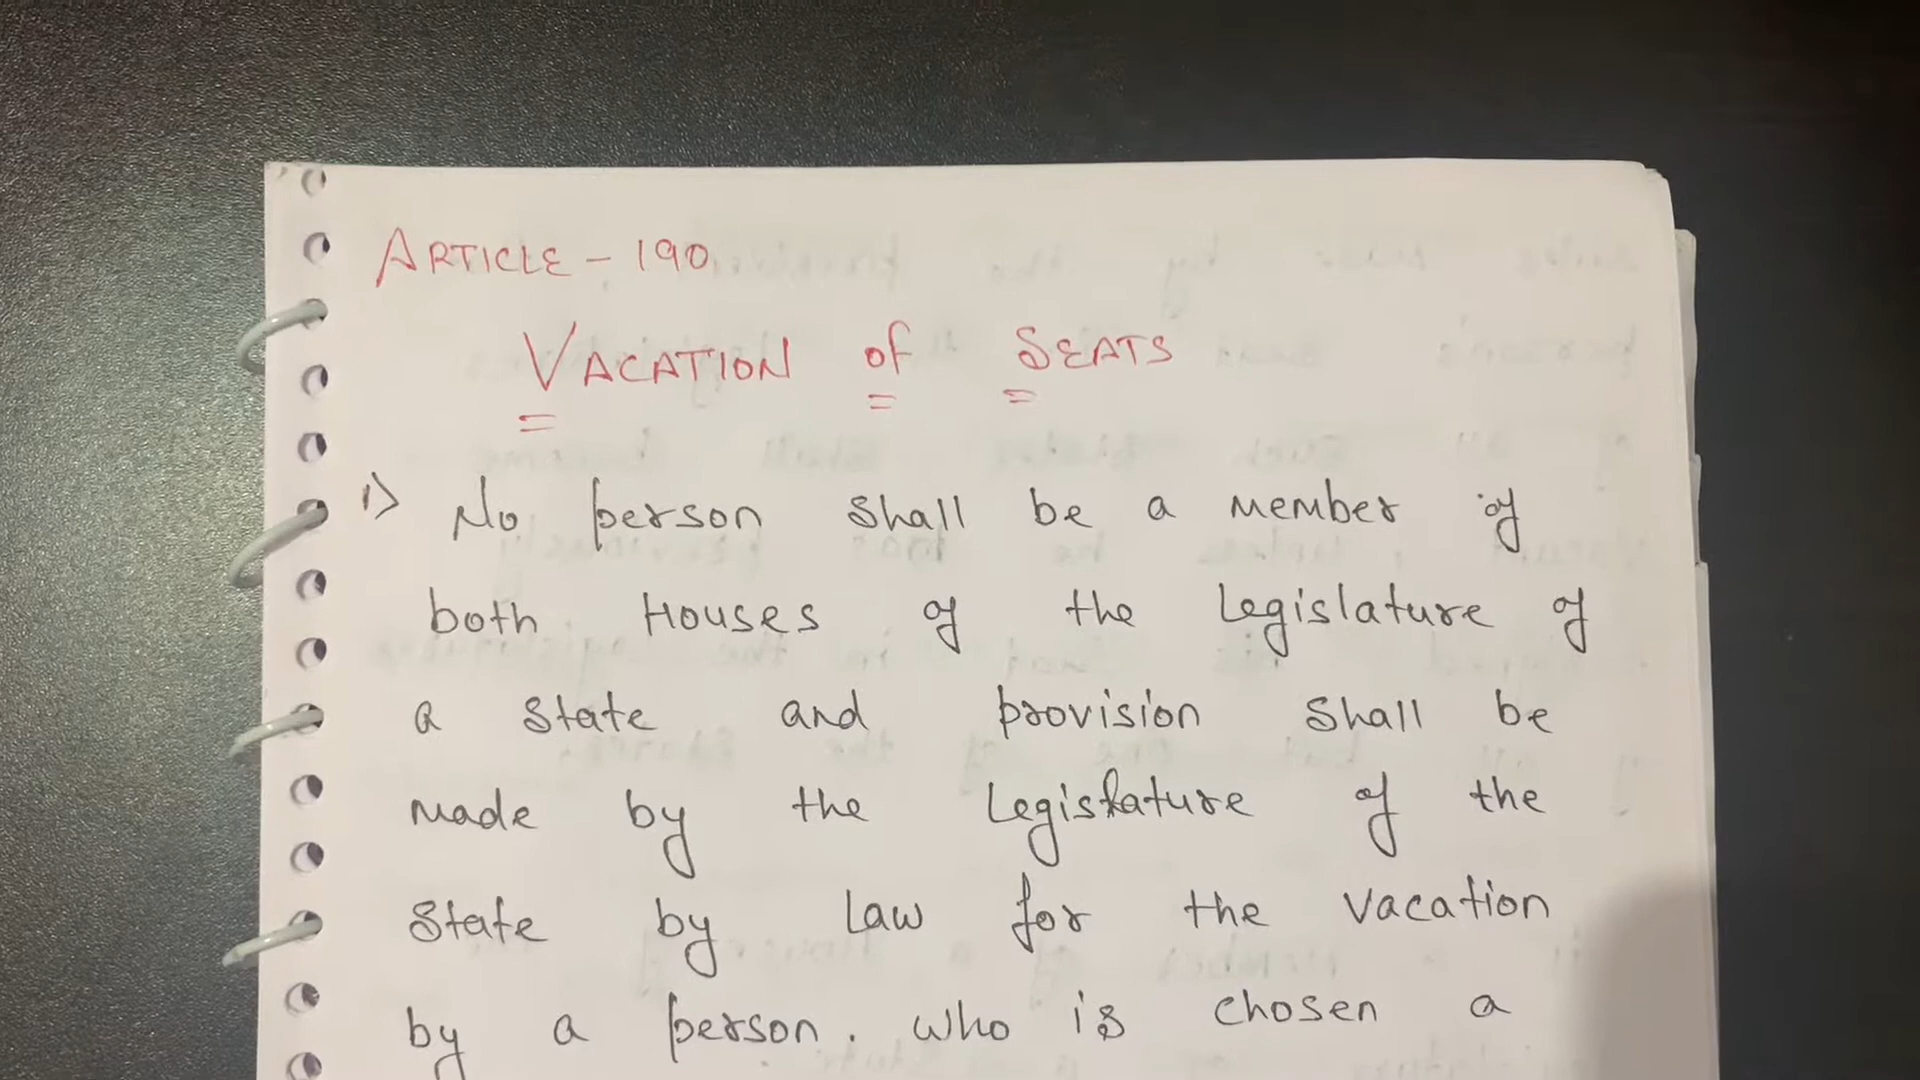 ARTICLE - 190
VACATION of SEATS
1) No person shall be a member of
both Houses of the Legislature of
a state and provision shall be
made by the Legislature of the
state by Law for the vacation
by a person. who is chosen a